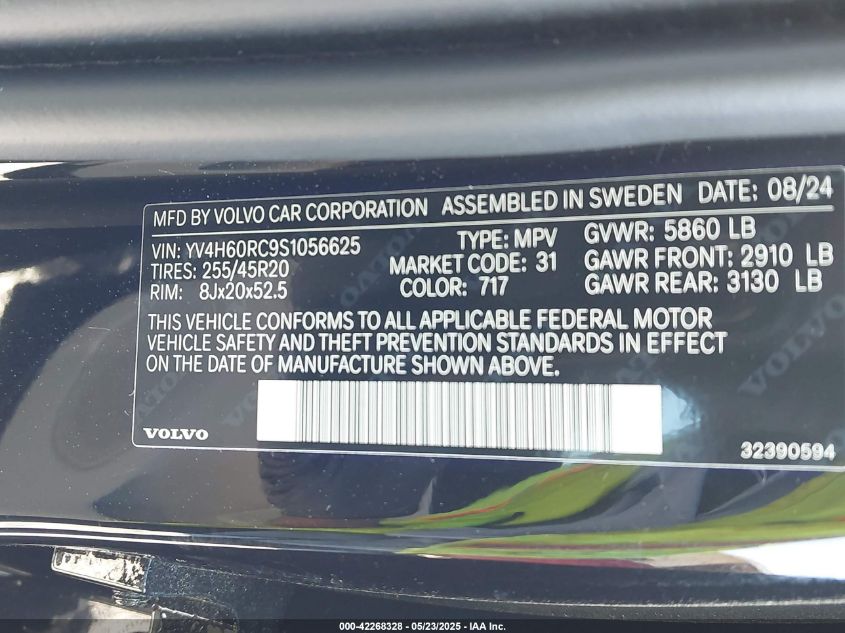 MFD BY VOLVO CAR CORPORATION ASSEMBLED IN SWEDEN DATE: 08/24
VIN: YV4H60RC9S1056625 TYPE: MPV GVWR: 5860 LB
TIRES: 255/45R20 MARKET CODE: 31 GAWR FRONT: 2910 LB
RIM: 8Jx20x52.5 COLOR: 717 GAWR REAR: 3130 LB
THIS VEHICLE CONFORMS TO ALL APPLICABLE FEDERAL MOTOR
VEHICLE SAFETY AND THEFT PREVENTION STANDARDS IN EFFECT
ON THE DATE OF MANUFACTURE SHOWN ABOVE.
VOLVO
32390594
VOLVO
000-42268328 - 05/23/2025 - IAA Inc.